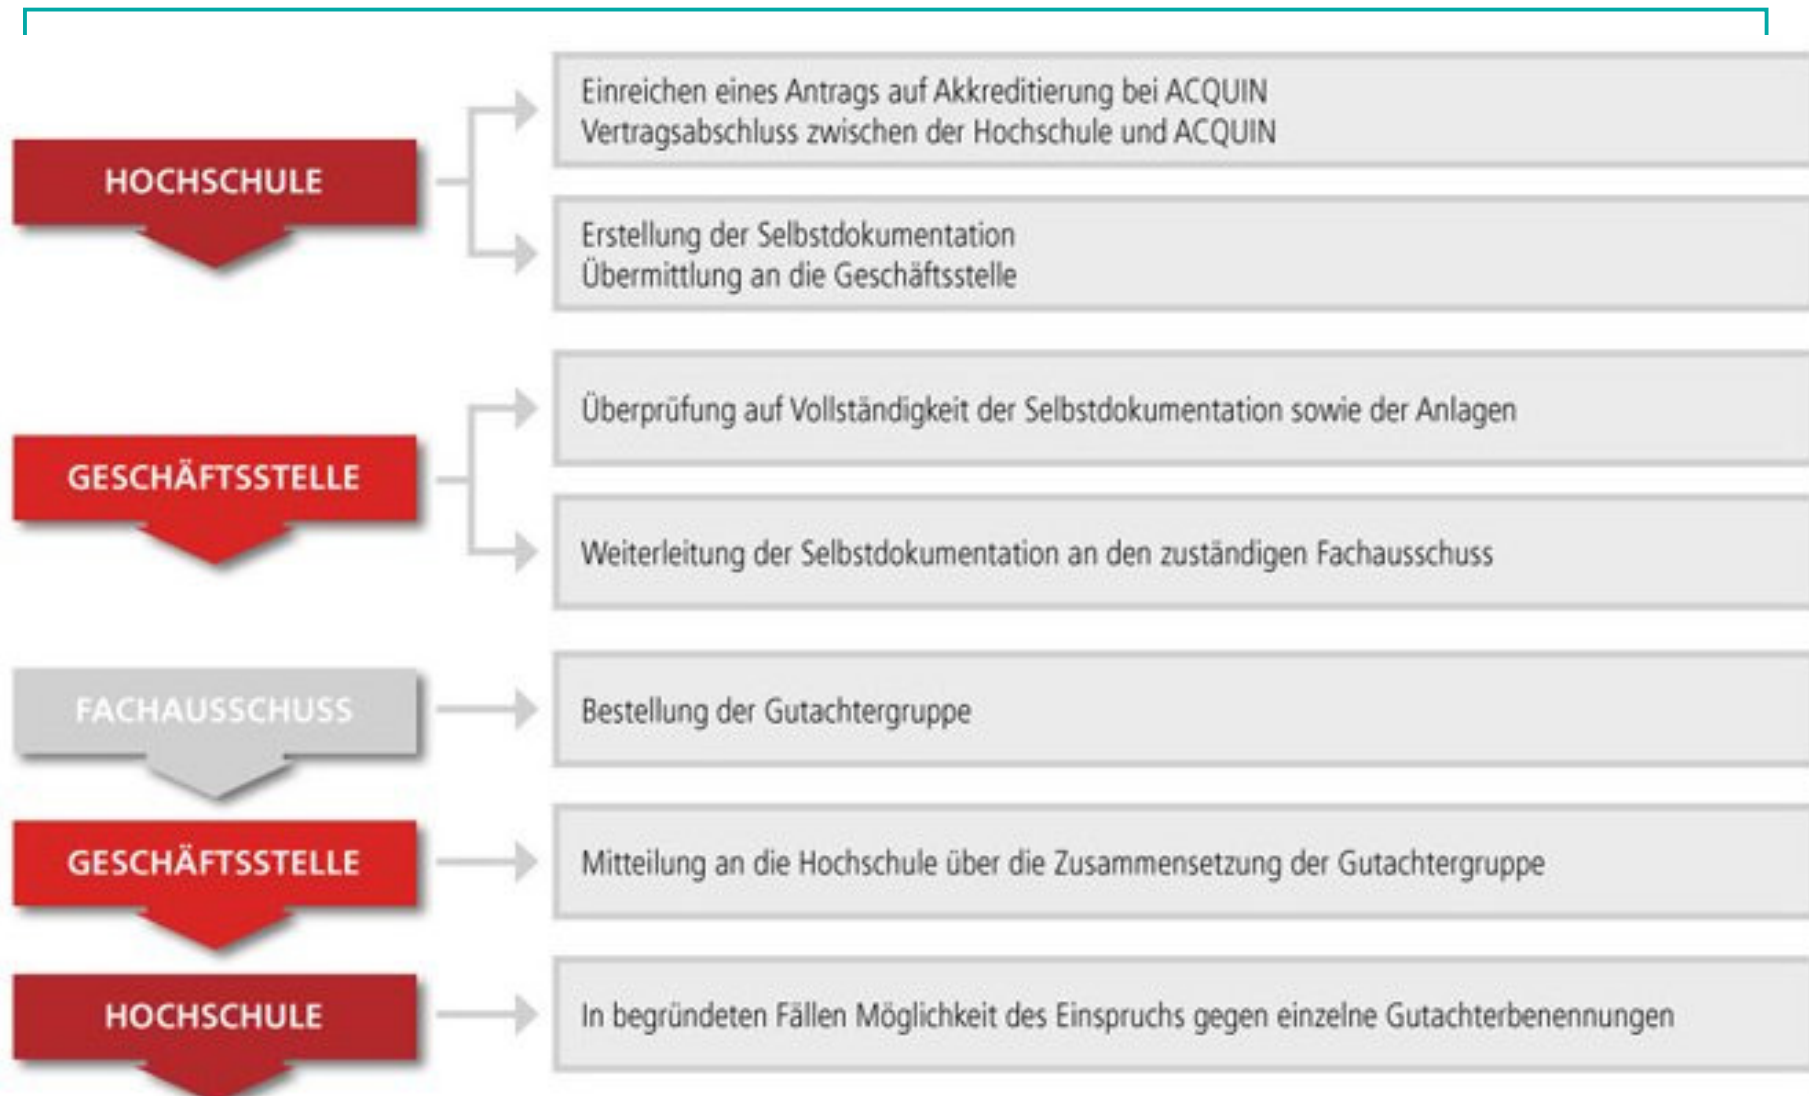 HOCHSCHULE
Einreichen eines Antrags auf Akkreditierung bei ACQUIN
Vertragsabschluss zwischen der Hochschule und ACQUIN
Erstellung der Selbstdokumentation
Übermittlung an die Geschäftsstelle
GESCHÄFTSSTELLE
Überprüfung auf Vollständigkeit der Selbstdokumentation sowie der Anlagen
Weiterleitung der Selbstdokumentation an den zuständigen Fachausschuss
FACHAUSSCHUSS
Bestellung der Gutachtergruppe
GESCHÄFTSSTELLE
Mitteilung an die Hochschule über die Zusammensetzung der Gutachtergruppe
HOCHSCHULE
In begründeten Fällen Möglichkeit des Einspruchs gegen einzelne Gutachterbenennungen